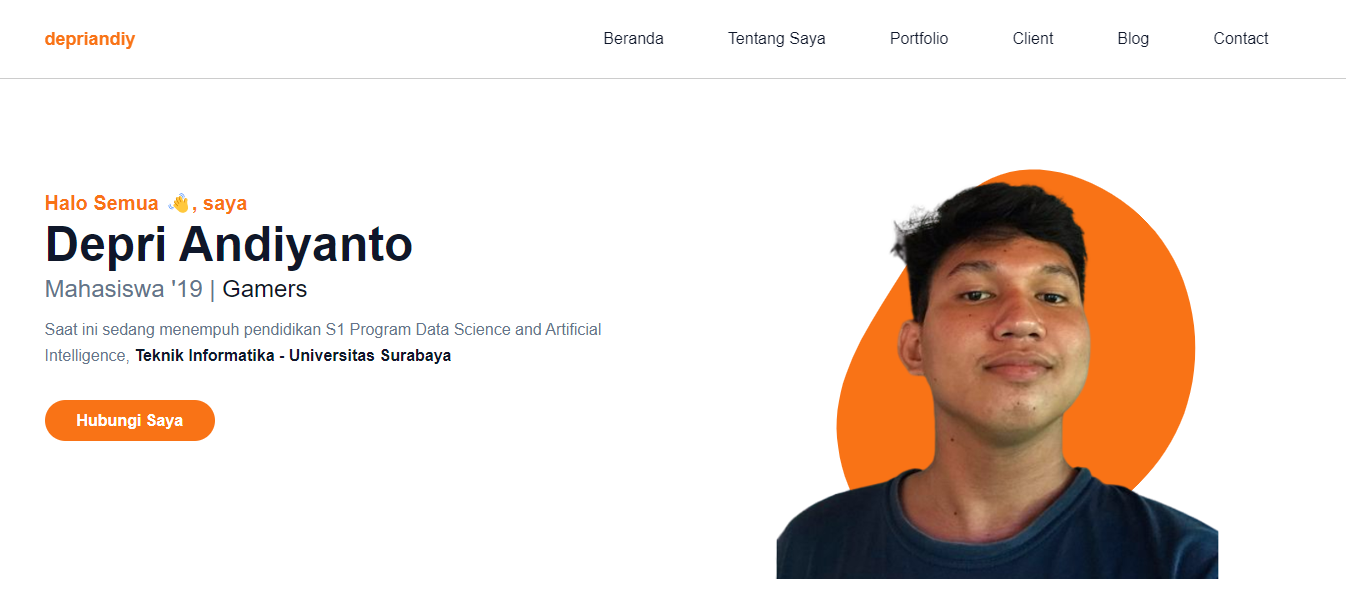 depriandiy
Beranda
Tentang Saya
Portfolio
Client
Blog
Contact
Halo Semua 👋, saya
Depri Andiyanto
Mahasiswa '19 | Gamers
Saat ini sedang menempuh pendidikan S1 Program Data Science and Artificial
Intelligence, Teknik Informatika - Universitas Surabaya
Hubungi Saya